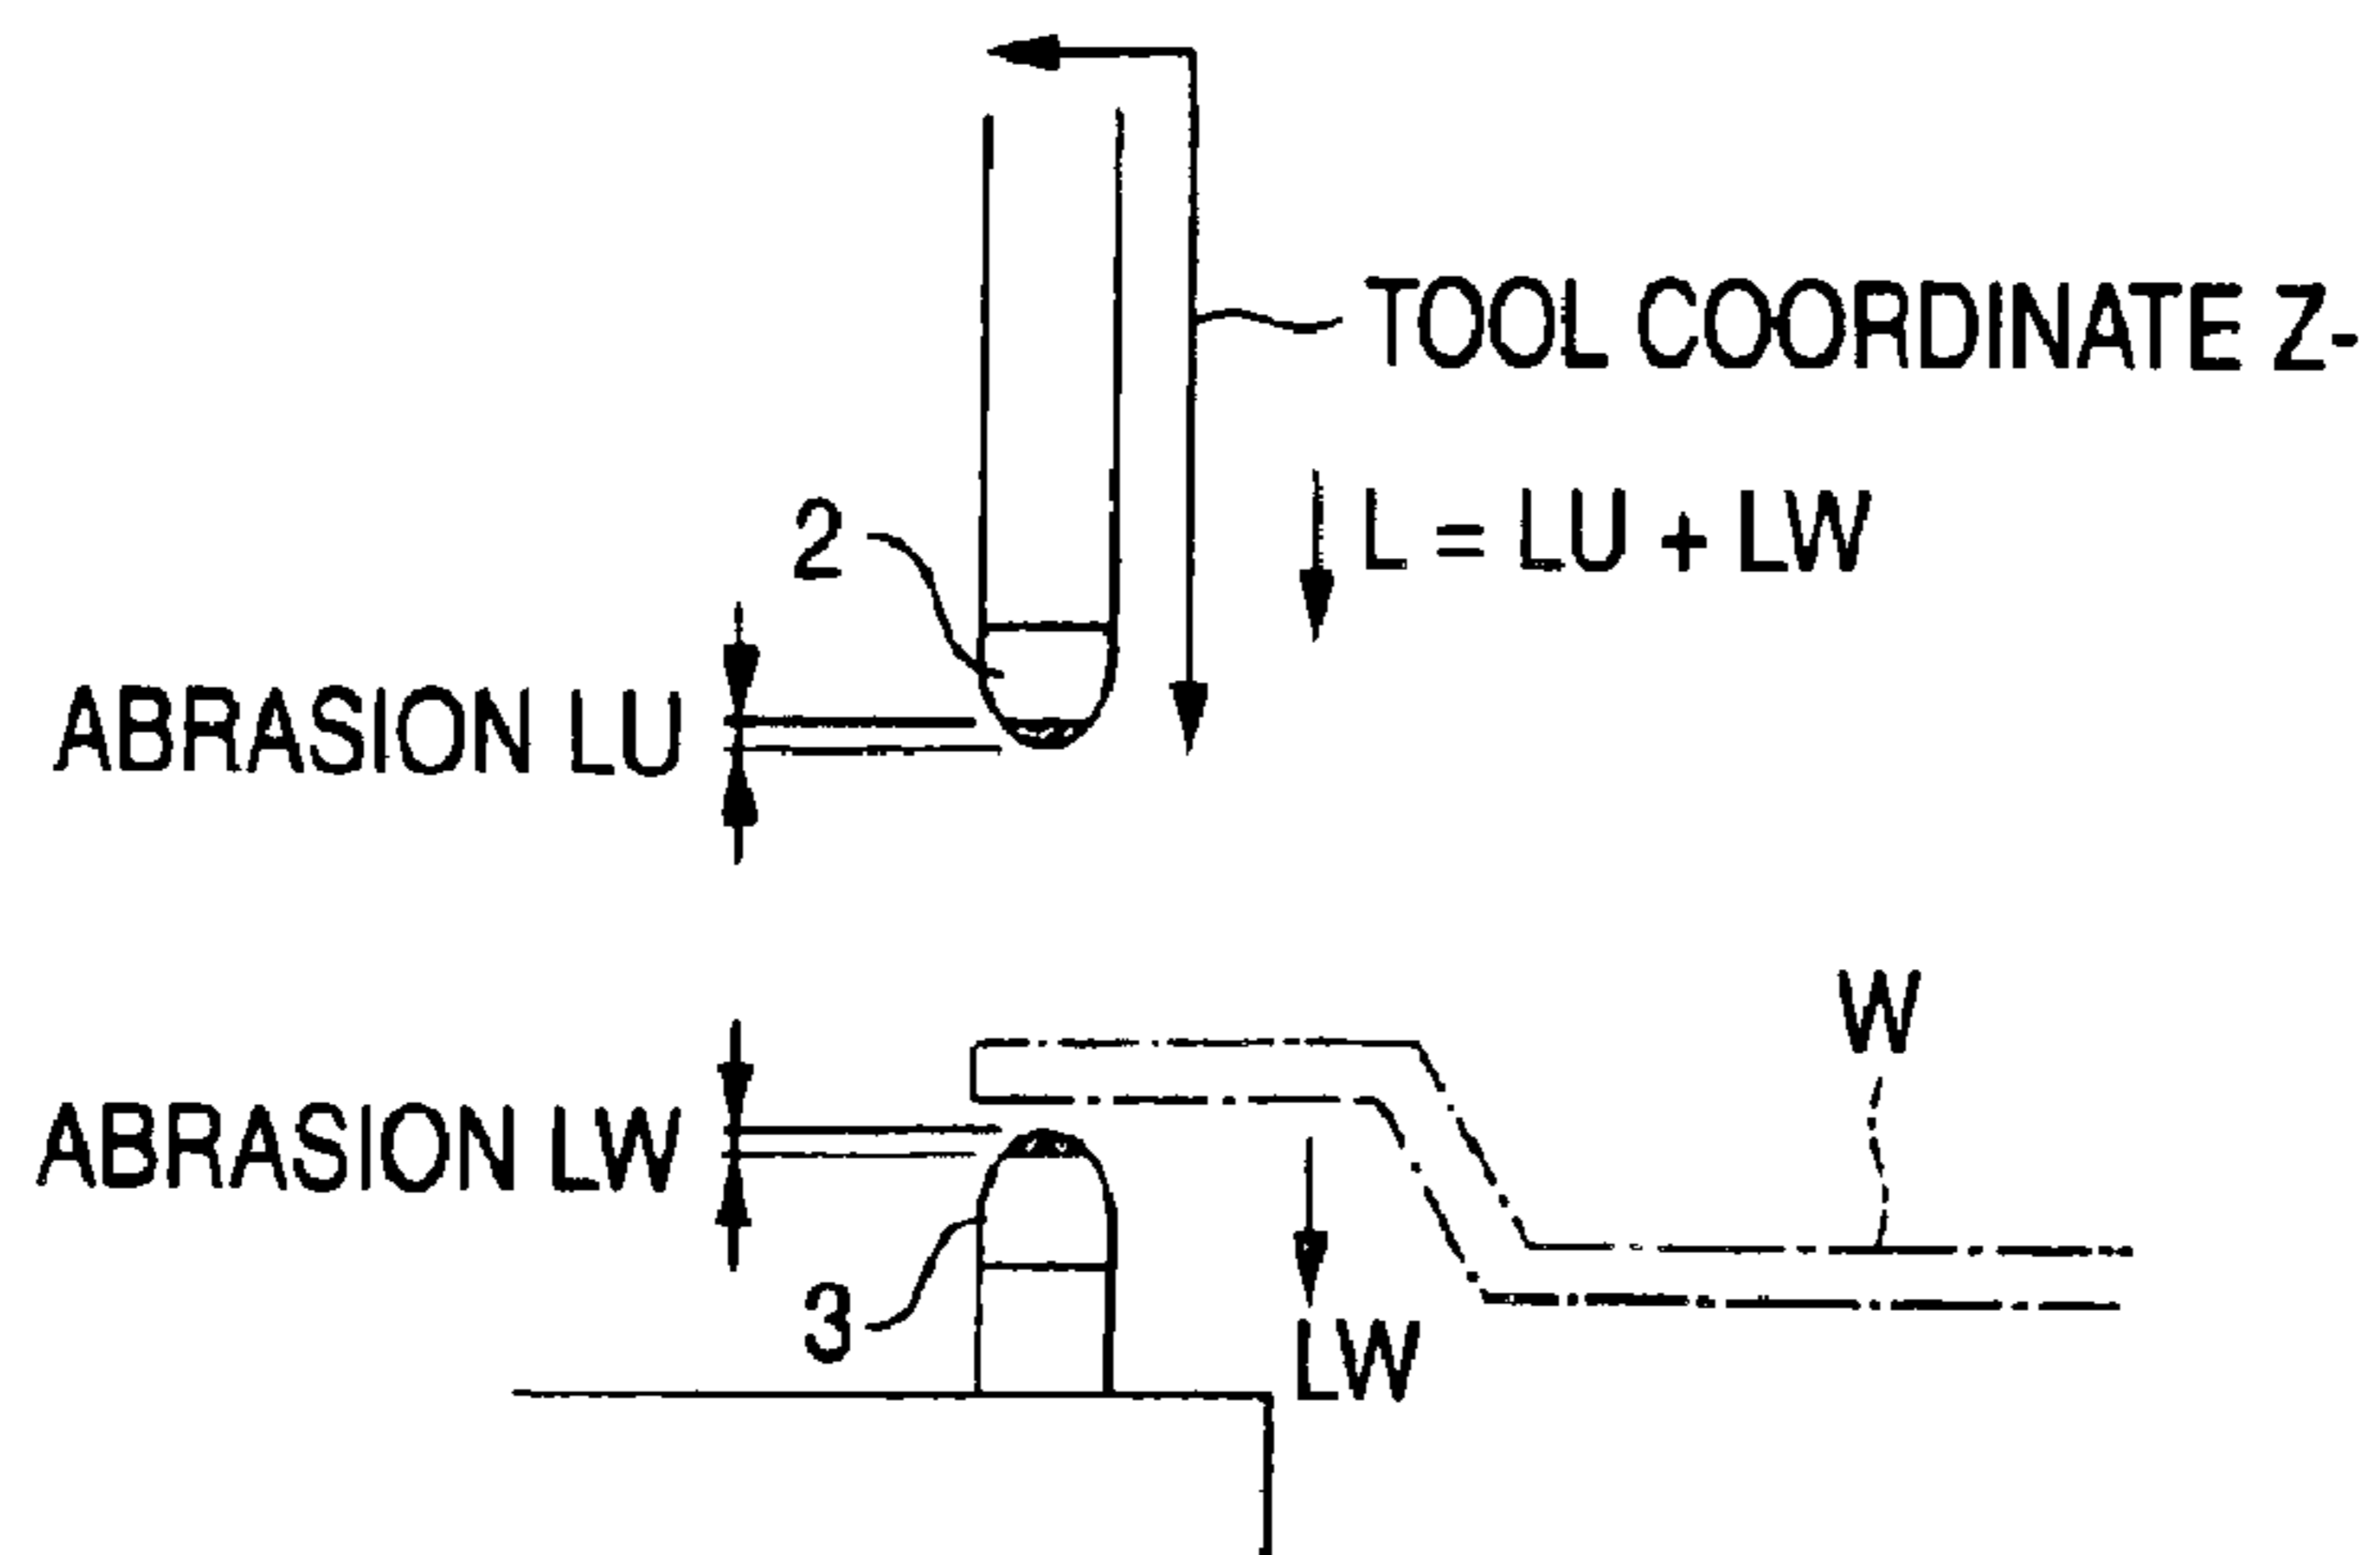 TOOL COORDINATE Z-
2
L = LU + LW
ABRASION LU
W
ABRASION LW
3
LW